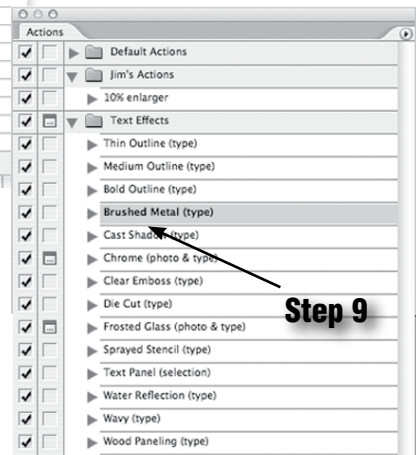 Actions
Default Actions
Jim's Actions
10% enlarger
Text Effects
Thin Outline (type)
Medium Outline (type)
Bold Outline (type)
Brushed Metal (type)
Cast Shadow (type)
Chrome (photo & type)
Clear Emboss (type)
Step 9
Die Cut (type)
Frosted Glass (photo & type)
Sprayed Stencil (type)
Text Panel (selection)
Water Reflection (type)
Wavy (type)
Wood Paneling (type)